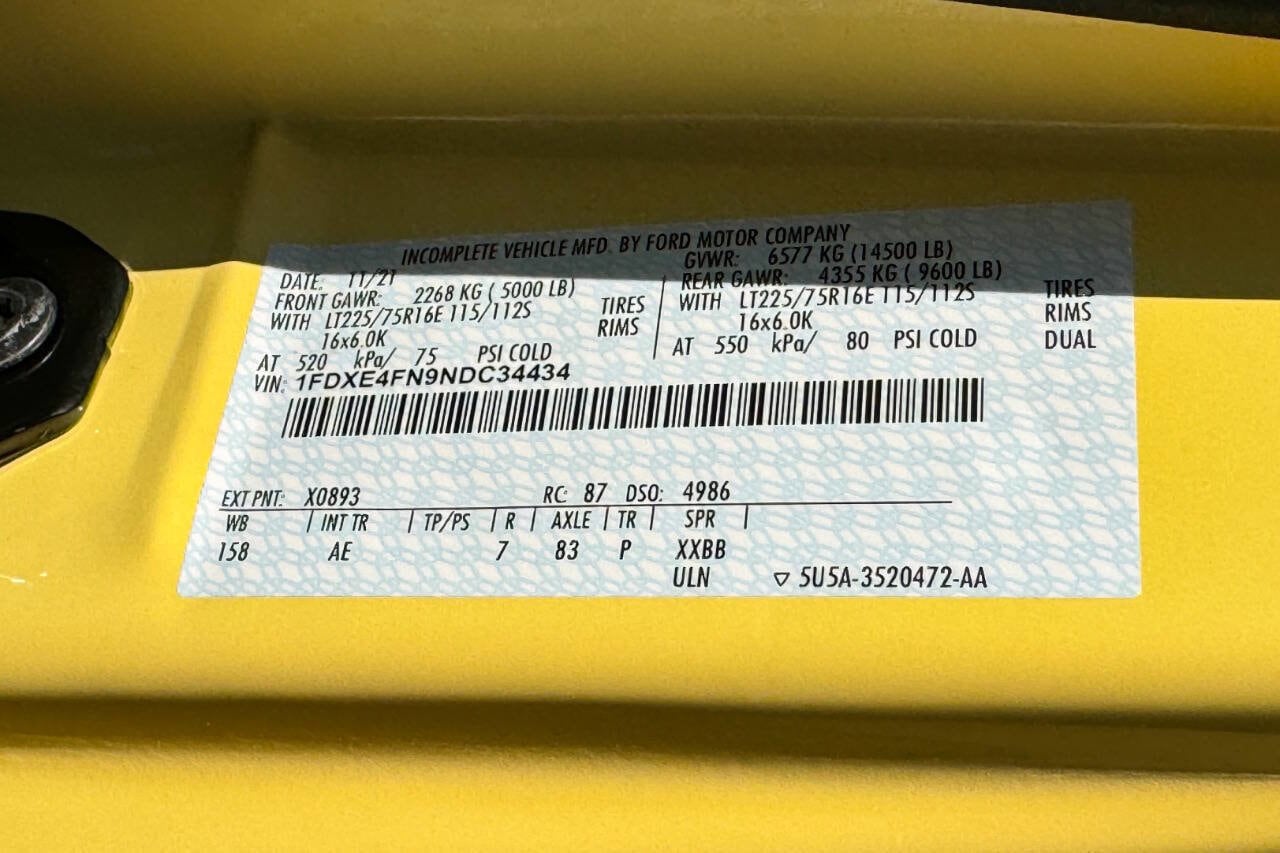 INCOMPLETE VEHICLE MFD. BY FORD MOTOR COMPANY
DATE: 11/21 GVWR: 6577 KG (14500 LB)
FRONT GAWR: 2268 KG ( 5000 LB) REAR GAWR: 4355 KG ( 9600 LB)
WITH LT225/75R16E 115/112S TIRES WITH LT225/75R16E 115/112S TIRES
16x6.0K RIMS 16x6.0K RIMS
AT 520 kPa/ 75 PSI COLD AT 550 kPa/ 80 PSI COLD DUAL
VIN: 1FDXE4FN9NDC34434
EXT PNT: X0893 RC: 87 DSO: 4986
WB | INT TR | TP/PS | R | AXLE | TR | SPR |
158 AE 7 83 P XXBB
ULN ▽ 5U5A-3520472-AA